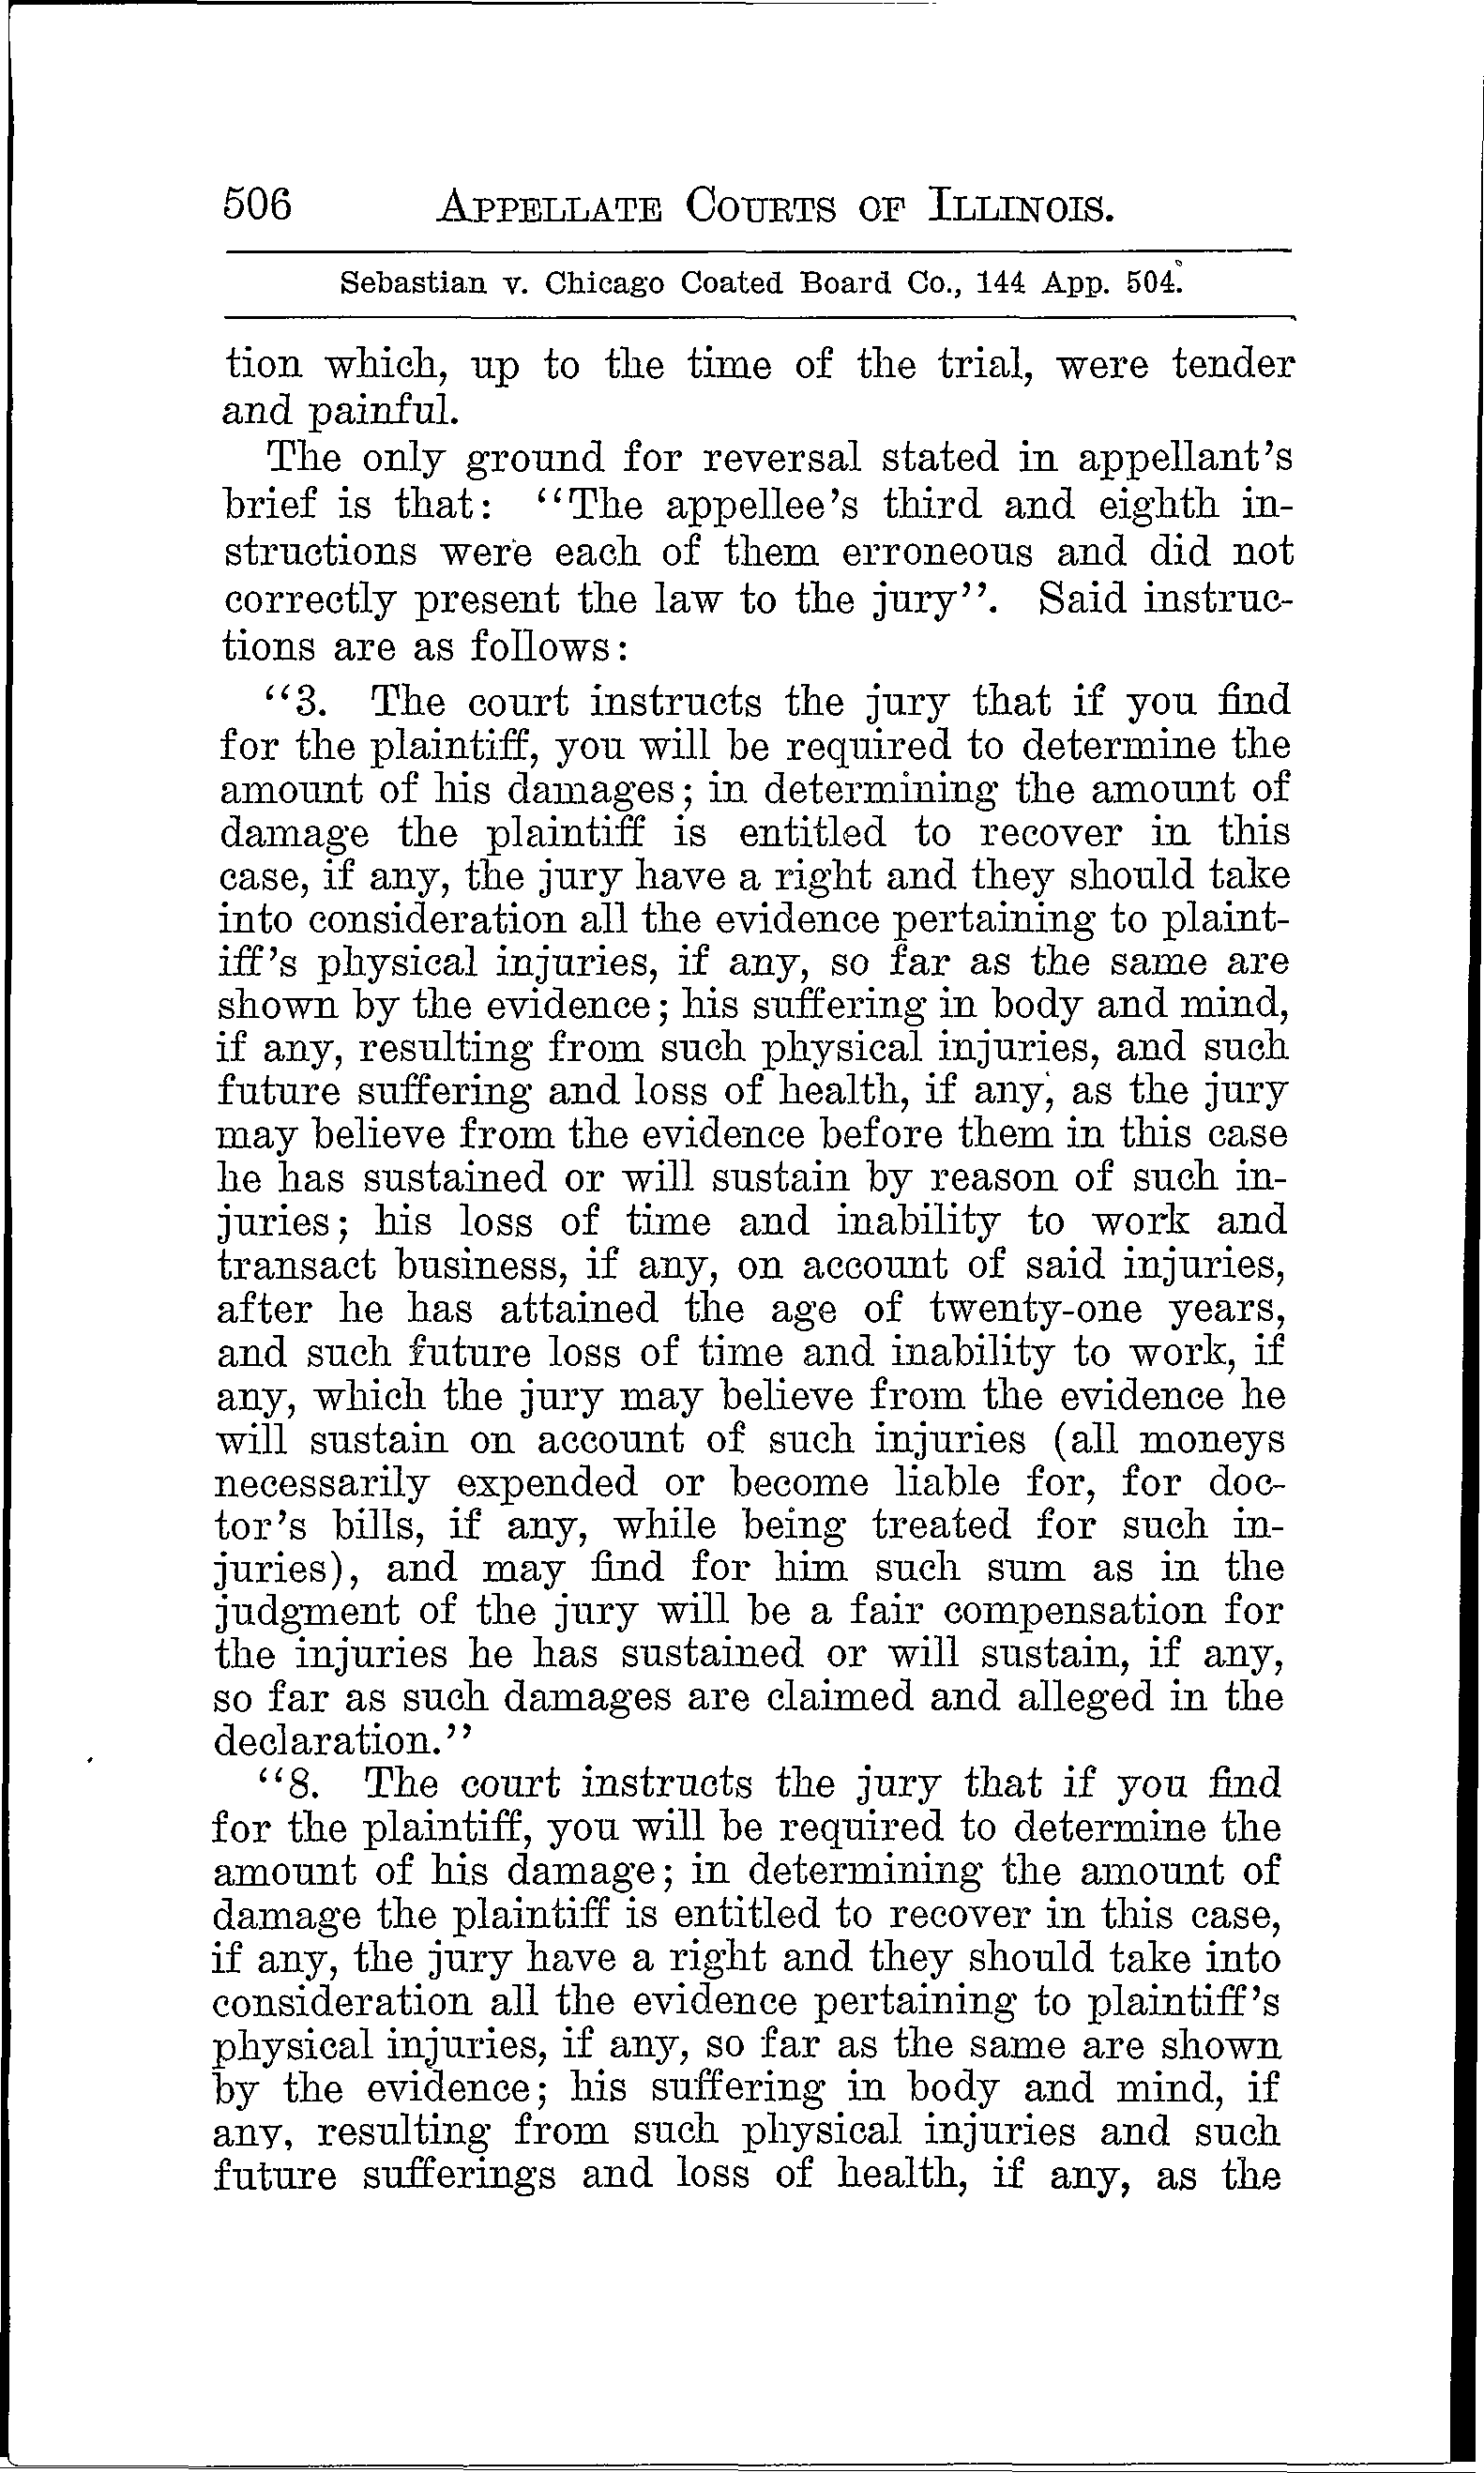 506 APPELLATE COURTS OF ILLINOIS.
Sebastian v. Chicago Coated Board Co., 144 App. 504.
tion which, up to the time of the trial, were tender
and painful.
The only ground for reversal stated in appellant's
brief is that: "The appellee's third and eighth in-
structions were each of them erroneous and did not
correctly present the law to the jury". Said instruc-
tions are as follows:
"3. The court instructs the jury that if you find
for the plaintiff, you will be required to determine the
amount of his damages; in determining the amount of
damage the plaintiff is entitled to recover in this
case, if any, the jury have a right and they should take
into consideration all the evidence pertaining to plaint-
iff's physical injuries, if any, so far as the same are
shown by the evidence; his suffering in body and mind,
if any, resulting from such physical injuries, and such
future suffering and loss of health, if any, as the jury
may believe from the evidence before them in this case
he has sustained or will sustain by reason of such in-
juries; his loss of time and inability to work and
transact business, if any, on account of said injuries,
after he has attained the age of twenty-one years,
and such future loss of time and inability to work, if
any, which the jury may believe from the evidence he
will sustain on account of such injuries (all moneys
necessarily expended or become liable for, for doc-
tor's bills, if any, while being treated for such in-
juries), and may find for him such sum as in the
judgment of the jury will be a fair compensation for
the injuries he has sustained or will sustain, if any,
so far as such damages are claimed and alleged in the
declaration."
"8. The court instructs the jury that if you find
for the plaintiff, you will be required to determine the
amount of his damage; in determining the amount of
damage the plaintiff is entitled to recover in this case,
if any, the jury have a right and they should take into
consideration all the evidence pertaining to plaintiff's
physical injuries, if any, so far as the same are shown
by the evidence; his suffering in body and mind, if
any, resulting from such physical injuries and such
future sufferings and loss of health, if any, as the